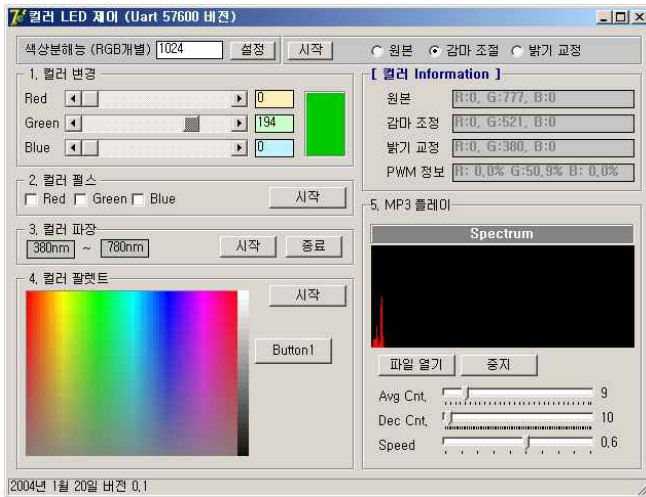 컬러 LED 제어 (Uart 57600 버전)
색상분해능 (RGB개별) 1024 설정 시작 원본 감마 조절 밝기 교정
1, 컬러 변경
Red 0
Green 194
Blue 0
2, 컬러 펄스
Red Green Blue 시작
3, 컬러 파장
380nm ~ 780nm 시작 종료
4, 컬러 팔렛트
시작
Button1
[ 컬러 Information ]
원본 R:0, G:777, B:0
감마 조정 R:0, G:521, B:0
밝기 교정 R:0, G:380, B:0
PWM 정보 R: 0,0% G:50,9% B: 0,0%
5, MP3 플레이
Spectrum
파일 열기 중지
Avg Cnt, 9
Dec Cnt, 10
Speed 0,6
2004년 1월 20일 버전 0,1